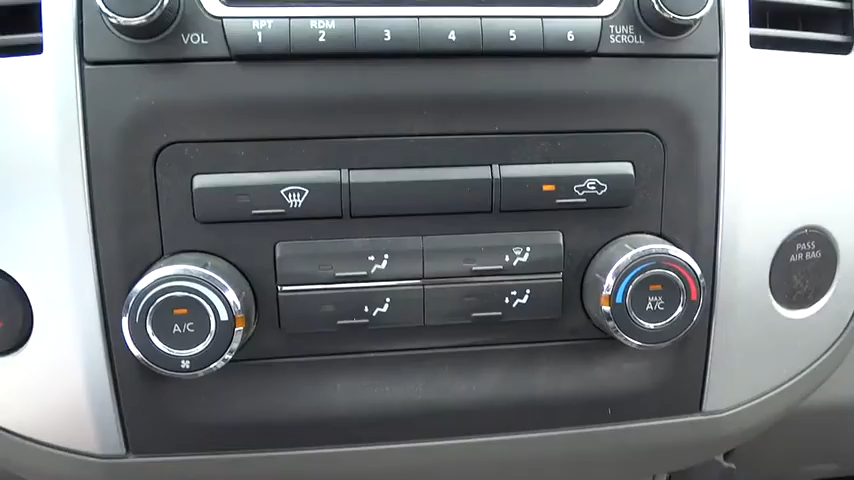 VOL
RPT
1
RDM
2
3
4
5
6
TUNE
SCROLL
A/C
MAX
A/C
PASS
AIR BAG